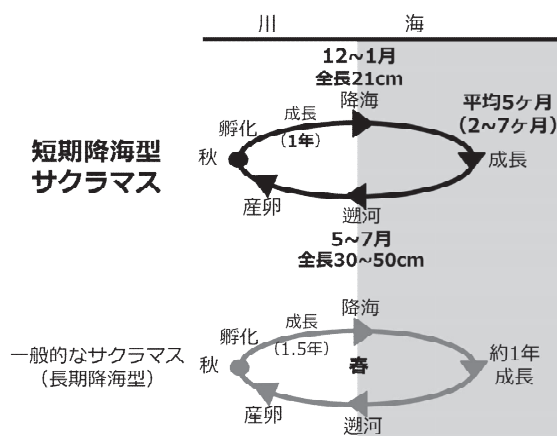 川 海
12~1月
全長21cm
降海
平均5ヶ月
(2~7ヶ月)
成長
(1年)
孵化
短期降海型
サクラマス
秋
成長
産卵
遡河
5~7月
全長30~50cm
降海
成長
(1.5年)
孵化
一般的なサクラマス
(長期降海型)
秋
春
約1年
成長
産卵
遡河